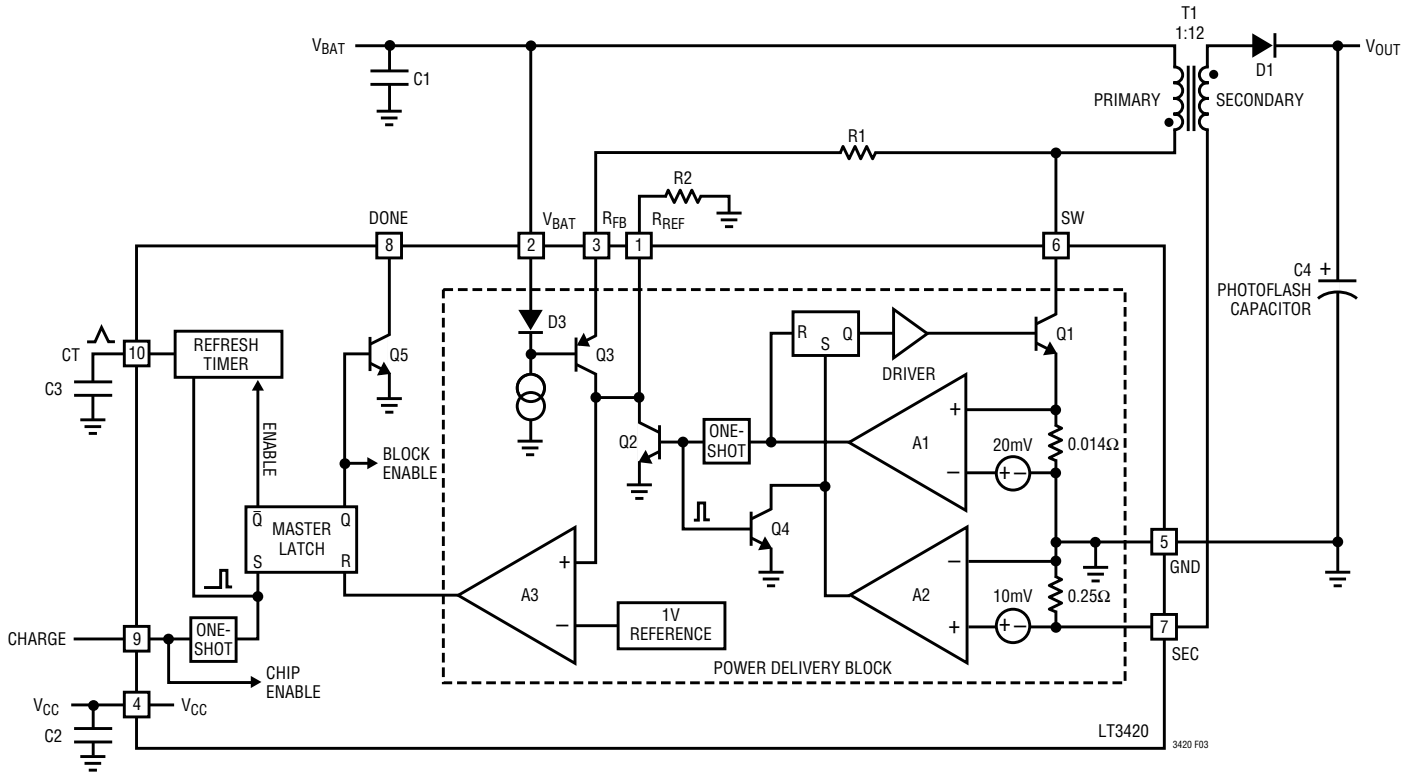 T1
1:12
V_BAT
V_OUT
D1
C1
PRIMARY
SECONDARY
R1
R2
DONE
V_BAT
R_FB
R_REF
SW
8
2
3
1
6
C4
+
PHOTOFLASH
CAPACITOR
D3
Q3
R
S
Q
Q1
DRIVER
CT
10
REFRESH
TIMER
Q5
C3
ENABLE
BLOCK
ENABLE
Q2
ONE-
SHOT
A1
+
−
20mV
+ −
0.014Ω
Q̅
Q
MASTER
LATCH
S
R
Q4
5
GND
A3
+
−
1V
REFERENCE
A2
−
+
10mV
+ −
0.25Ω
7
SEC
CHARGE
9
ONE-
SHOT
CHIP
ENABLE
POWER DELIVERY BLOCK
V_CC
4
V_CC
C2
LT3420
3420 F03